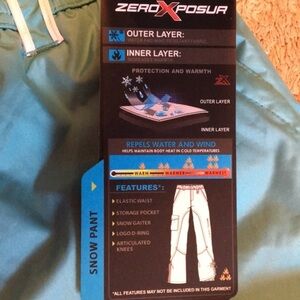 ZEROXPOSUR
OUTER LAYER:
INNER LAYER:
PROTECTION AND WARMTH
OUTER LAYER
INNER LAYER
REPELS WATER AND WIND
HELPS MAINTAIN BODY HEAT IN COLD TEMPERATURES
WARM WARMER WARMEST
FEATURES*:
ELASTIC WAIST
STORAGE POCKET
SNOW GAITER
LOGO D-RING
ARTICULATED
KNEES
SNOW PANT
*ALL FEATURES MAY NOT BE EXACT IN THIS GARMENT